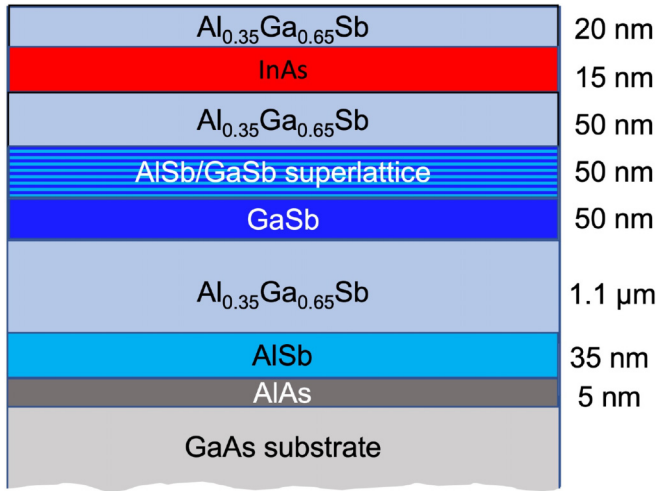 Al0.35Ga0.65Sb 20 nm
InAs 15 nm
Al0.35Ga0.65Sb 50 nm
AlSb/GaSb superlattice 50 nm
GaSb 50 nm
Al0.35Ga0.65Sb 1.1 µm
AlSb 35 nm
AlAs 5 nm
GaAs substrate